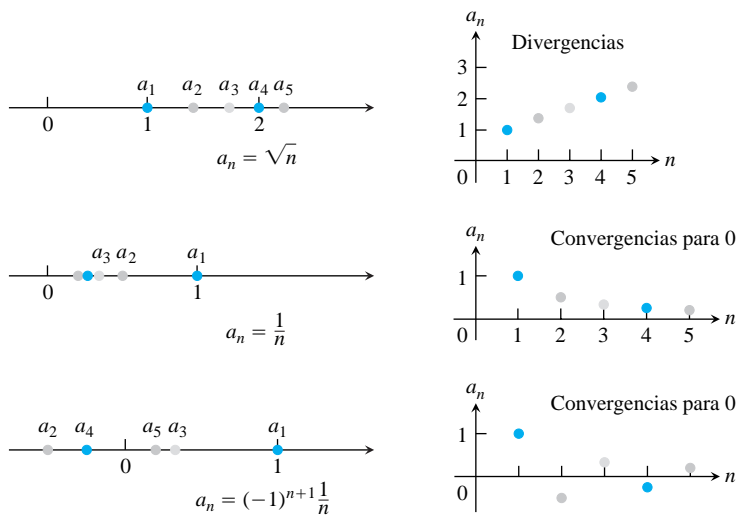 a₁ a₂ a₃ a₄ a₅
0 1 2
aₙ = √n
aₙ
Divergencias
3
2
1
0 1 2 3 4 5 n
a₃ a₂ a₁
0 1
aₙ = 1/n
aₙ
Convergencias para 0
1
0 1 2 3 4 5 n
a₂ a₄ a₅ a₃ a₁
0 1
aₙ = (−1)ⁿ⁺¹ 1/n
aₙ
Convergencias para 0
1
0 n